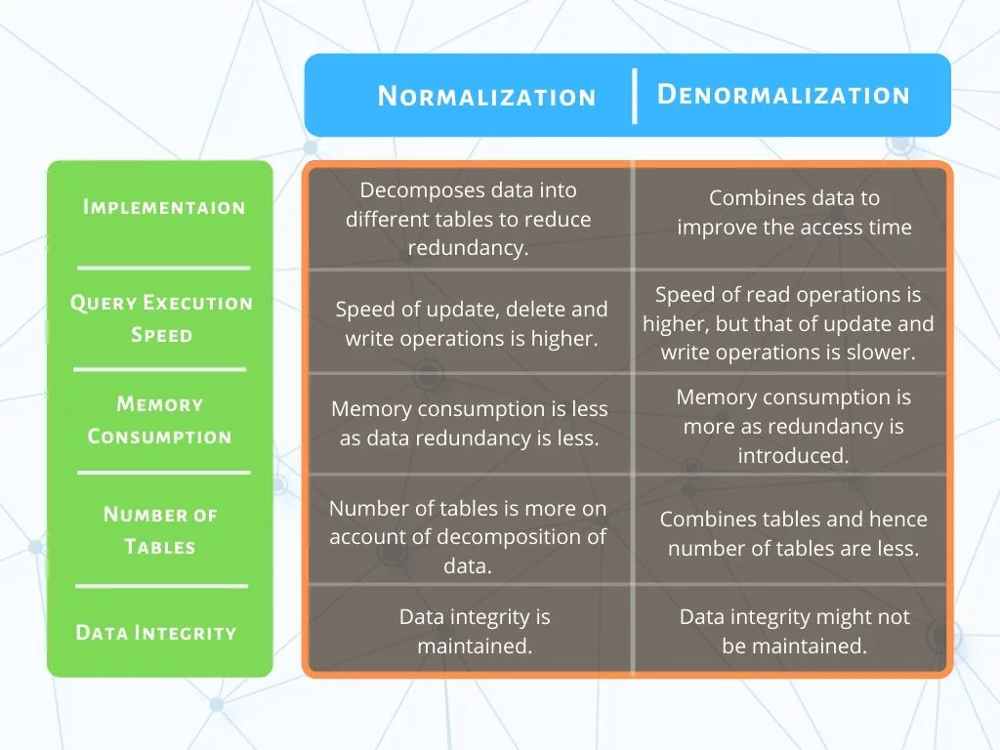 NORMALIZATION
DENORMALIZATION
IMPLEMENTAION
Decomposes data into
different tables to reduce
redundancy.
Combines data to
improve the access time
QUERY EXECUTION
SPEED
Speed of update, delete and
write operations is higher.
Speed of read operations is
higher, but that of update and
write operations is slower.
MEMORY
CONSUMPTION
Memory consumption is less
as data redundancy is less.
Memory consumption is
more as redundancy is
introduced.
NUMBER OF
TABLES
Number of tables is more on
account of decomposition of
data.
Combines tables and hence
number of tables are less.
DATA INTEGRITY
Data integrity is
maintained.
Data integrity might not
be maintained.